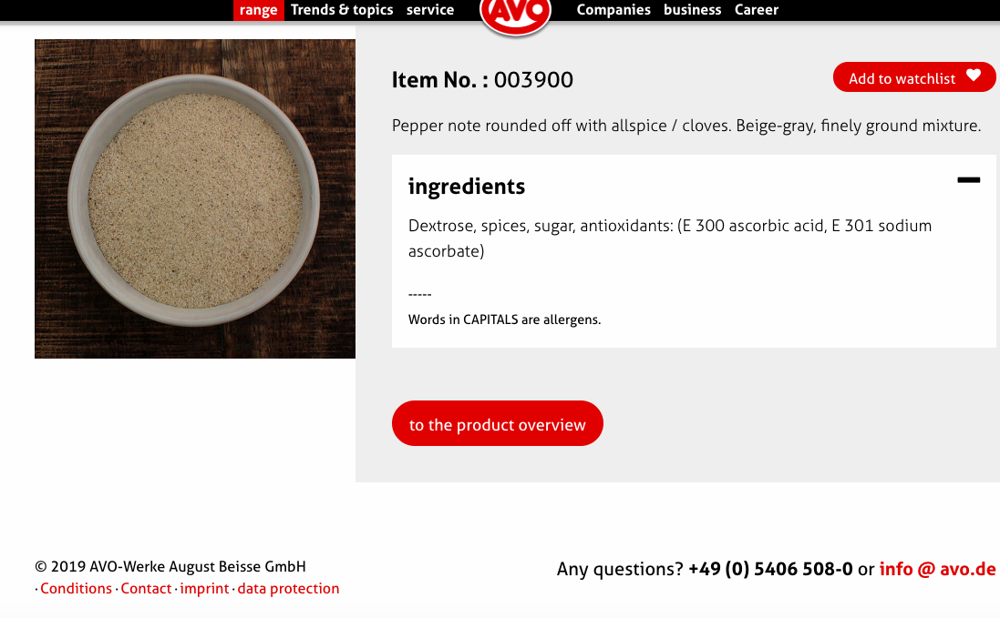 range Trends & topics service AVO Companies business Career
Item No. : 003900
Add to watchlist
Pepper note rounded off with allspice / cloves. Beige-gray, finely ground mixture.
ingredients
Dextrose, spices, sugar, antioxidants: (E 300 ascorbic acid, E 301 sodium
ascorbate)
-----
Words in CAPITALS are allergens.
to the product overview
© 2019 AVO-Werke August Beisse GmbH
· Conditions · Contact · imprint · data protection
Any questions? +49 (0) 5406 508-0 or info @ avo.de